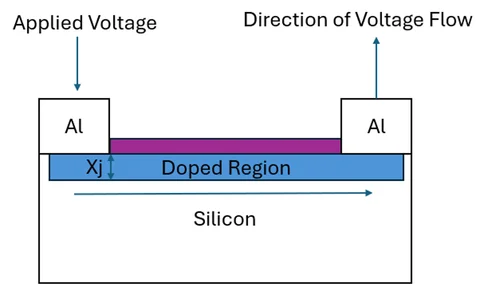 Applied Voltage
Direction of Voltage Flow
Al
Al
Xj
Doped Region
Silicon